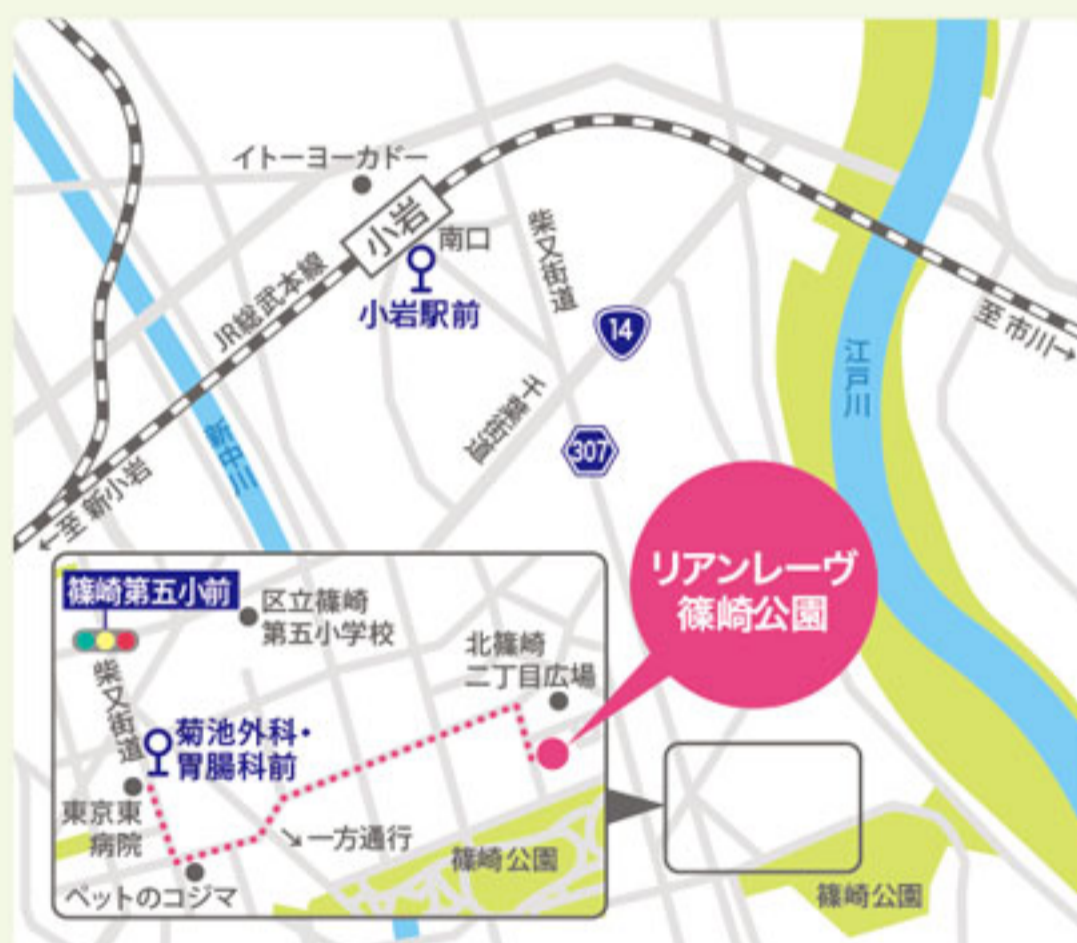 イトーヨーカドー
小岩
南口
小岩駅前
JR総武本線
柴又街道
14
千葉街道
307
江戸川
至 市川→
新中川
←至 新小岩
リアンレーヴ
篠崎公園
篠崎第五小前
区立篠崎
第五小学校
北篠崎
二丁目広場
柴又街道
菊池外科・
胃腸科前
東京東
病院
↘一方通行
ペットのコジマ
篠崎公園
篠崎公園